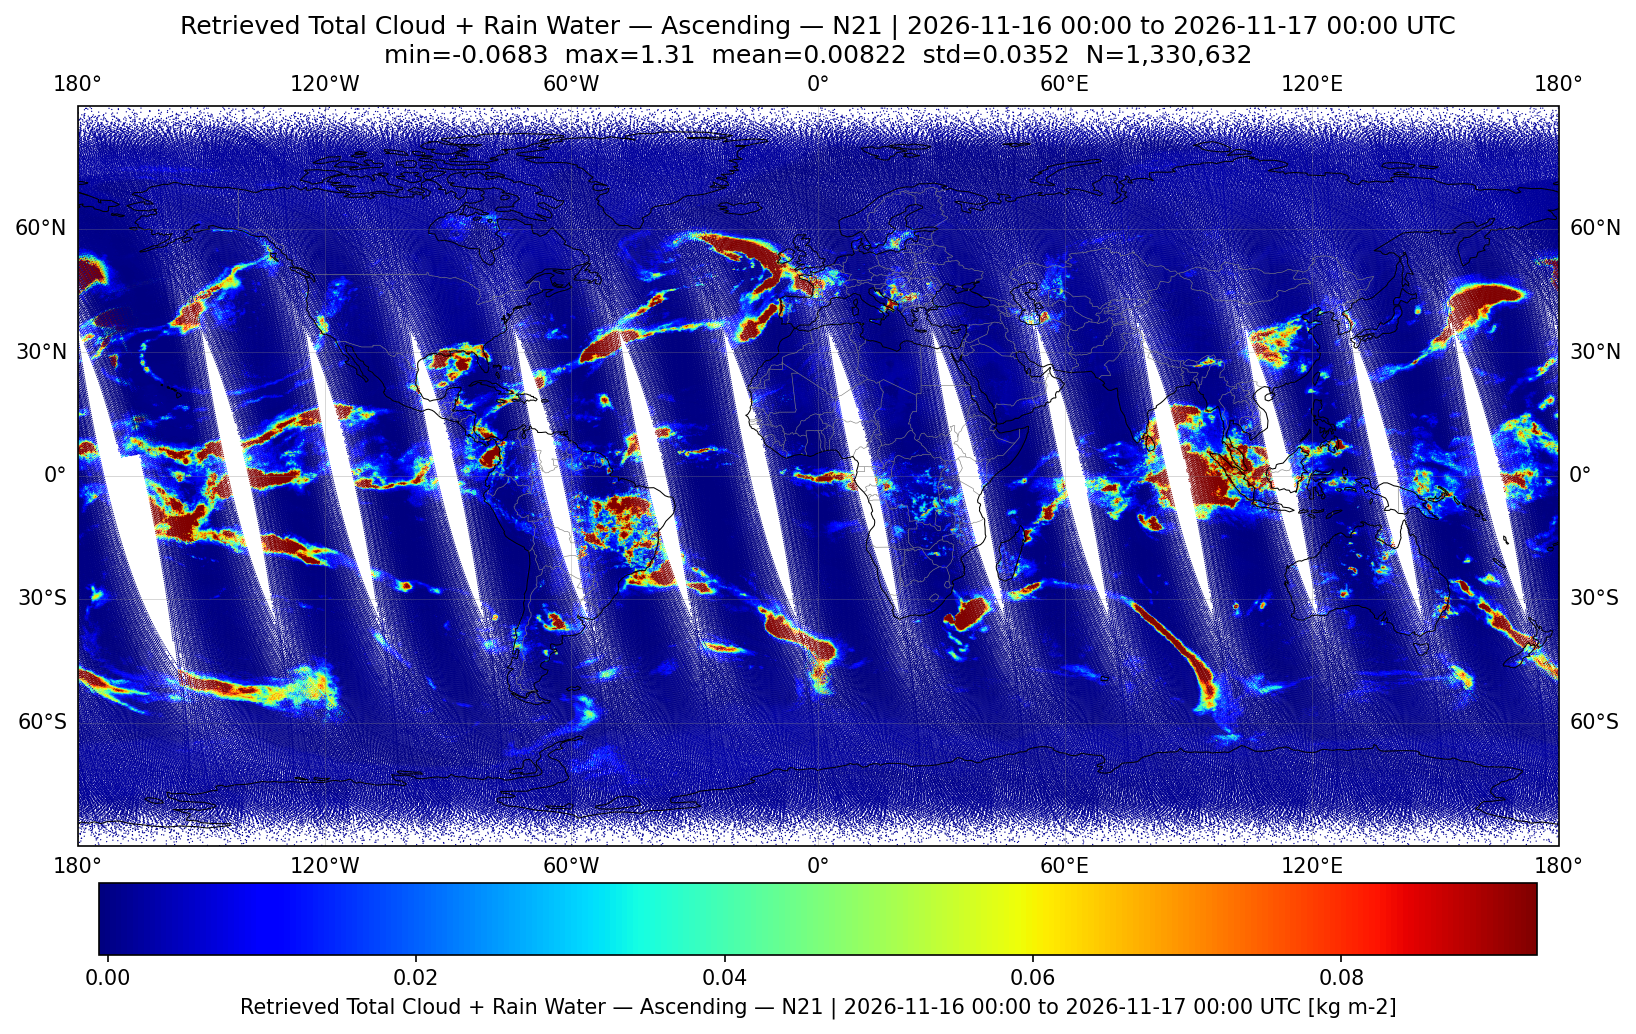 Retrieved Total Cloud + Rain Water — Ascending — N21 | 2026-11-16 00:00 to 2026-11-17 00:00 UTC
min=-0.0683 max=1.31 mean=0.00822 std=0.0352 N=1,330,632
180° 120°W 60°W 0° 60°E 120°E 180°
60°N 60°N
30°N 30°N
0° 0°
30°S 30°S
60°S 60°S
180° 120°W 60°W 0° 60°E 120°E 180°
0.00 0.02 0.04 0.06 0.08
Retrieved Total Cloud + Rain Water — Ascending — N21 | 2026-11-16 00:00 to 2026-11-17 00:00 UTC [kg m-2]